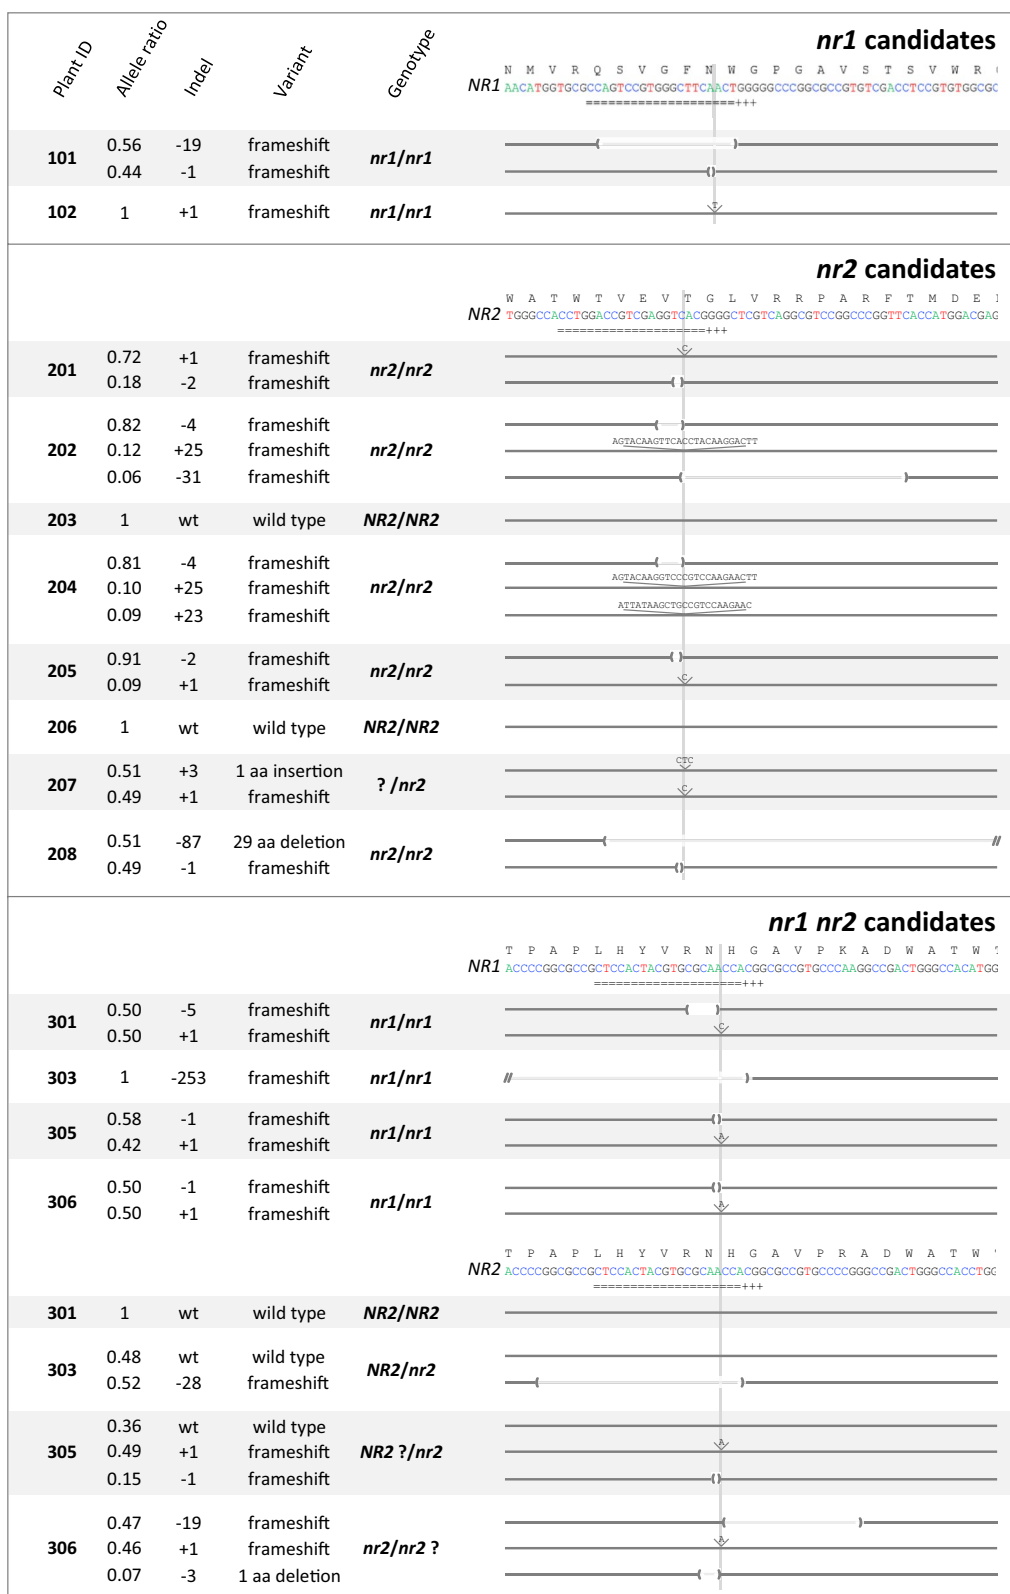 Plant ID Allele ratio Indel Variant Genotype
nr1 candidates
N M V R Q S V G F N W G P G A V S T S V W R
NR1 AACATGGTGCGCCAGTCCGTGGGCTTCAACTGGGGGCCCGGCGCCGTGTCGACCTCCGTGTGGCGC
====================+++
101 0.56 -19 frameshift nr1/nr1
0.44 -1 frameshift
T
102 1 +1 frameshift nr1/nr1
nr2 candidates
W A T W T V E V T G L V R R P A R F T M D E
NR2 TGGGCCACCTGGACCGTCGAGGTCACGGGGCTCGTCAGGCGTCCGGCCCGGTTCACCATGGACGAG
====================+++
201 0.72 +1 frameshift nr2/nr2 C
0.18 -2 frameshift
202 0.82 -4 frameshift nr2/nr2
0.12 +25 frameshift AGTACAAGTTCACCTACAAGGACTT
0.06 -31 frameshift
203 1 wt wild type NR2/NR2
204 0.81 -4 frameshift nr2/nr2
0.10 +25 frameshift AGTACAAGGTCCCGTCCAAGAACTT
0.09 +23 frameshift ATTATAAGCTGCCGTCCAAGAAC
205 0.91 -2 frameshift nr2/nr2
0.09 +1 frameshift C
206 1 wt wild type NR2/NR2
207 0.51 +3 1 aa insertion ? /nr2 CTC
0.49 +1 frameshift C
208 0.51 -87 29 aa deletion nr2/nr2
0.49 -1 frameshift
nr1 nr2 candidates
T P A P L H Y V R N H G A V P K A D W A T W
NR1 ACCCCGGCGCCGCTCCACTACGTGCGCAACCACGGCGCCGTGCCCAAGGCCGACTGGGCCACATGG
====================+++
301 0.50 -5 frameshift nr1/nr1
0.50 +1 frameshift C
303 1 -253 frameshift nr1/nr1
305 0.58 -1 frameshift nr1/nr1
0.42 +1 frameshift A
306 0.50 -1 frameshift nr1/nr1
0.50 +1 frameshift A
T P A P L H Y V R N H G A V P R A D W A T W
NR2 ACCCCGGCGCCGCTCCACTACGTGCGCAACCACGGCGCCGTGCCCCGGGCCGACTGGGCCACCTGG
====================+++
301 1 wt wild type NR2/NR2
303 0.48 wt wild type NR2/nr2
0.52 -28 frameshift
305 0.36 wt wild type NR2 ?/nr2
0.49 +1 frameshift A
0.15 -1 frameshift
306 0.47 -19 frameshift nr2/nr2 ?
0.46 +1 frameshift A
0.07 -3 1 aa deletion